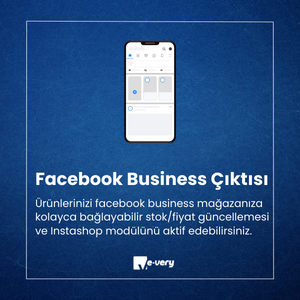 Facebook Business Çıktısı
Ürünlerinizi facebook business mağazanıza
kolayca bağlayabilir stok/fiyat güncellemesi
ve Instashop modülünü aktif edebilirsiniz.
e-very